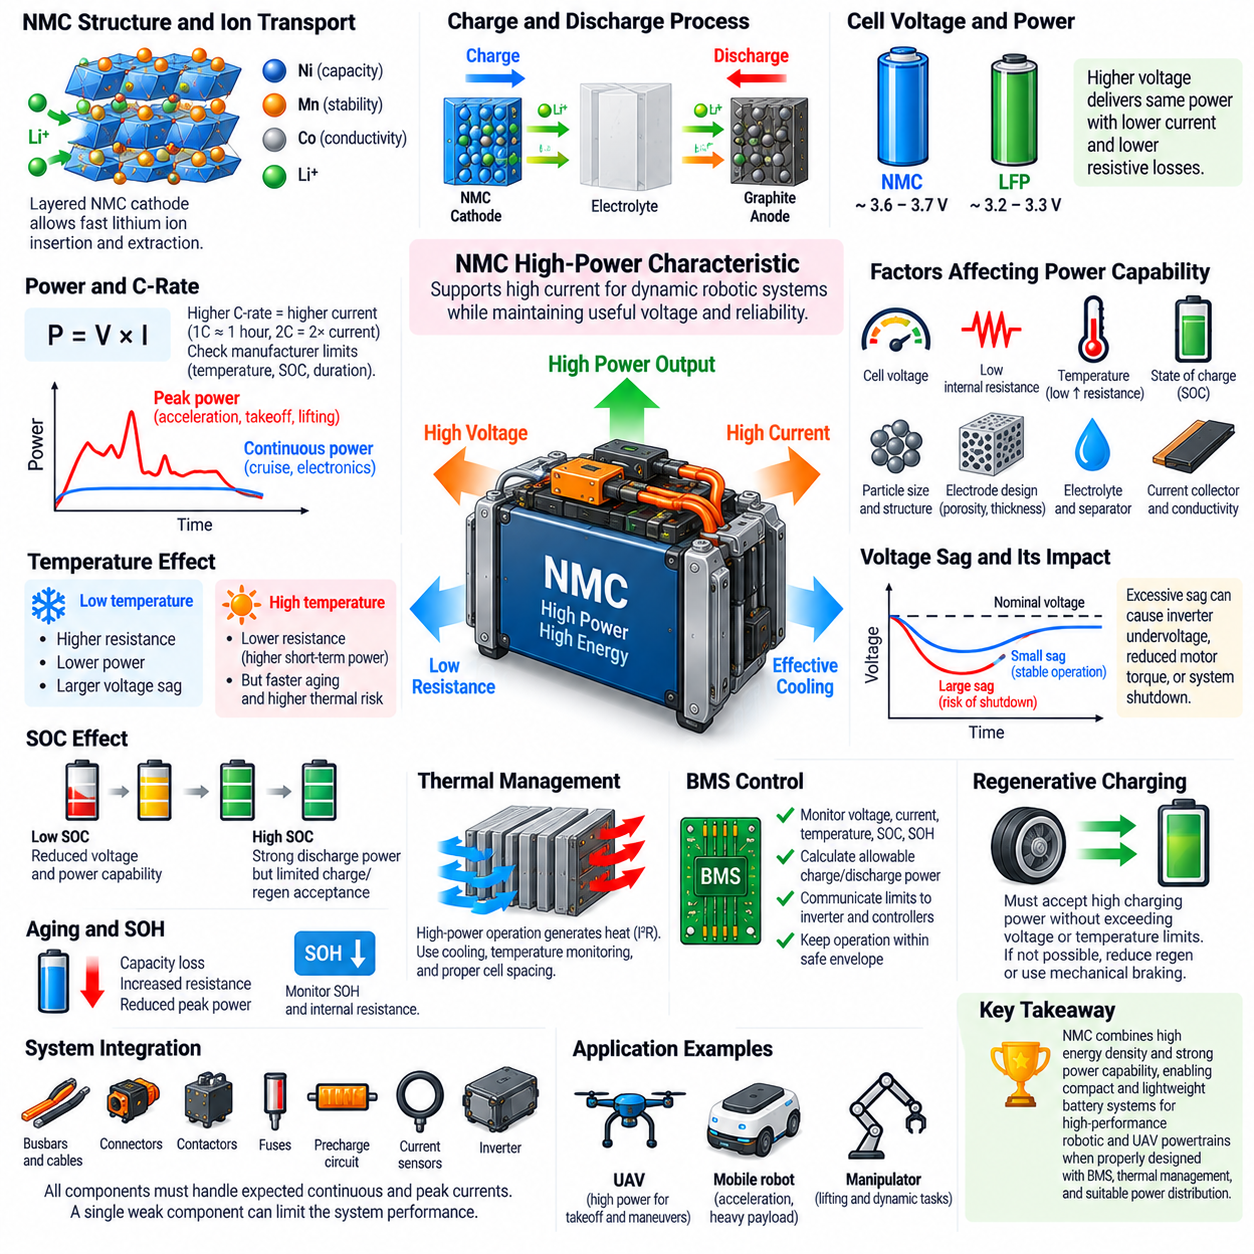 NMC Structure and Ion Transport
Ni (capacity)
Mn (stability)
Co (conductivity)
Li⁺
Li⁺
Layered NMC cathode
allows fast lithium ion
insertion and extraction.
Charge and Discharge Process
Charge
Discharge
Li⁺
Li⁺
NMC
Cathode
Electrolyte
Graphite
Anode
Cell Voltage and Power
NMC
~ 3.6 – 3.7 V
LFP
~ 3.2 – 3.3 V
Higher voltage
delivers same power
with lower current
and lower
resistive losses.
NMC High-Power Characteristic
Supports high current for dynamic robotic systems
while maintaining useful voltage and reliability.
Power and C-Rate
P = V × I
Higher C-rate = higher current
(1C ≈ 1 hour, 2C = 2× current)
Check manufacturer limits
(temperature, SOC, duration).
Power
Peak power
(acceleration, takeoff, lifting)
Continuous power
(cruise, electronics)
Time
High Power Output
High Voltage
High Current
NMC
High Power
High Energy
Low
Resistance
Effective
Cooling
Factors Affecting Power Capability
Cell voltage
Low
internal resistance
Temperature
(low ↑ resistance)
State of charge
(SOC)
Particle size
and structure
Electrode design
(porosity, thickness)
Electrolyte
and separator
Current collector
and conductivity
Temperature Effect
Low temperature
• Higher resistance
• Lower power
• Larger voltage sag
High temperature
• Lower resistance
(higher short-term power)
• But faster aging
and higher thermal risk
Voltage Sag and Its Impact
Voltage
Nominal voltage
Small sag
(stable operation)
Large sag
(risk of shutdown)
Time
Excessive sag can
cause inverter
undervoltage,
reduced motor
torque, or system
shutdown.
SOC Effect
Low SOC
Reduced voltage
and power capability
High SOC
Strong discharge power
but limited charge/
regen acceptance
Thermal Management
High-power operation generates heat (I²R).
Use cooling, temperature monitoring,
and proper cell spacing.
BMS Control
BMS
Monitor voltage, current,
temperature, SOC, SOH
Calculate allowable
charge/discharge power
Communicate limits to
inverter and controllers
Keep operation within
safe envelope
Regenerative Charging
Must accept high charging
power without exceeding
voltage or temperature limits.
If not possible, reduce regen
or use mechanical braking.
Aging and SOH
Capacity loss
Increased resistance
Reduced peak power
SOH ↓
Monitor SOH
and internal resistance.
System Integration
Busbars
and cables
Connectors
Contactors
Fuses
Precharge
circuit
Current
sensors
Inverter
All components must handle expected continuous and peak currents.
A single weak component can limit the system performance.
Application Examples
UAV
(high power for
takeoff and maneuvers)
Mobile robot
(acceleration,
heavy payload)
Manipulator
(lifting and dynamic tasks)
Key Takeaway
NMC combines high
energy density and strong
power capability, enabling
compact and lightweight
battery systems for
high-performance
robotic and UAV powertrains
when properly designed
with BMS, thermal management,
and suitable power distribution.